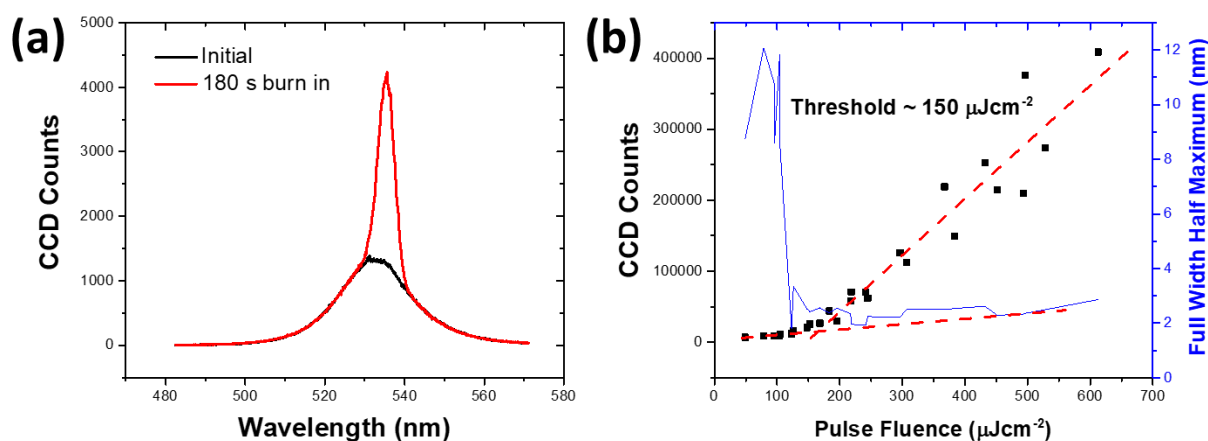 (a)
5000
4000
3000
2000
1000
0
CCD Counts
Initial
180 s burn in
480 500 520 540 560 580
Wavelength (nm)
(b)
400000
300000
200000
100000
0
CCD Counts
Threshold ~ 150 μJcm-2
12
10
8
6
4
2
0
Full Width Half Maximum (nm)
0 100 200 300 400 500 600 700
Pulse Fluence (μJcm-2)